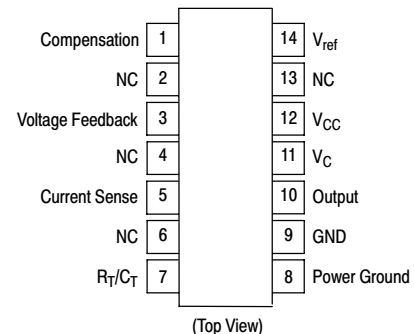 Compensation 1 14 Vref
NC 2 13 NC
Voltage Feedback 3 12 VCC
NC 4 11 VC
Current Sense 5 10 Output
NC 6 9 GND
RT/CT 7 8 Power Ground
(Top View)